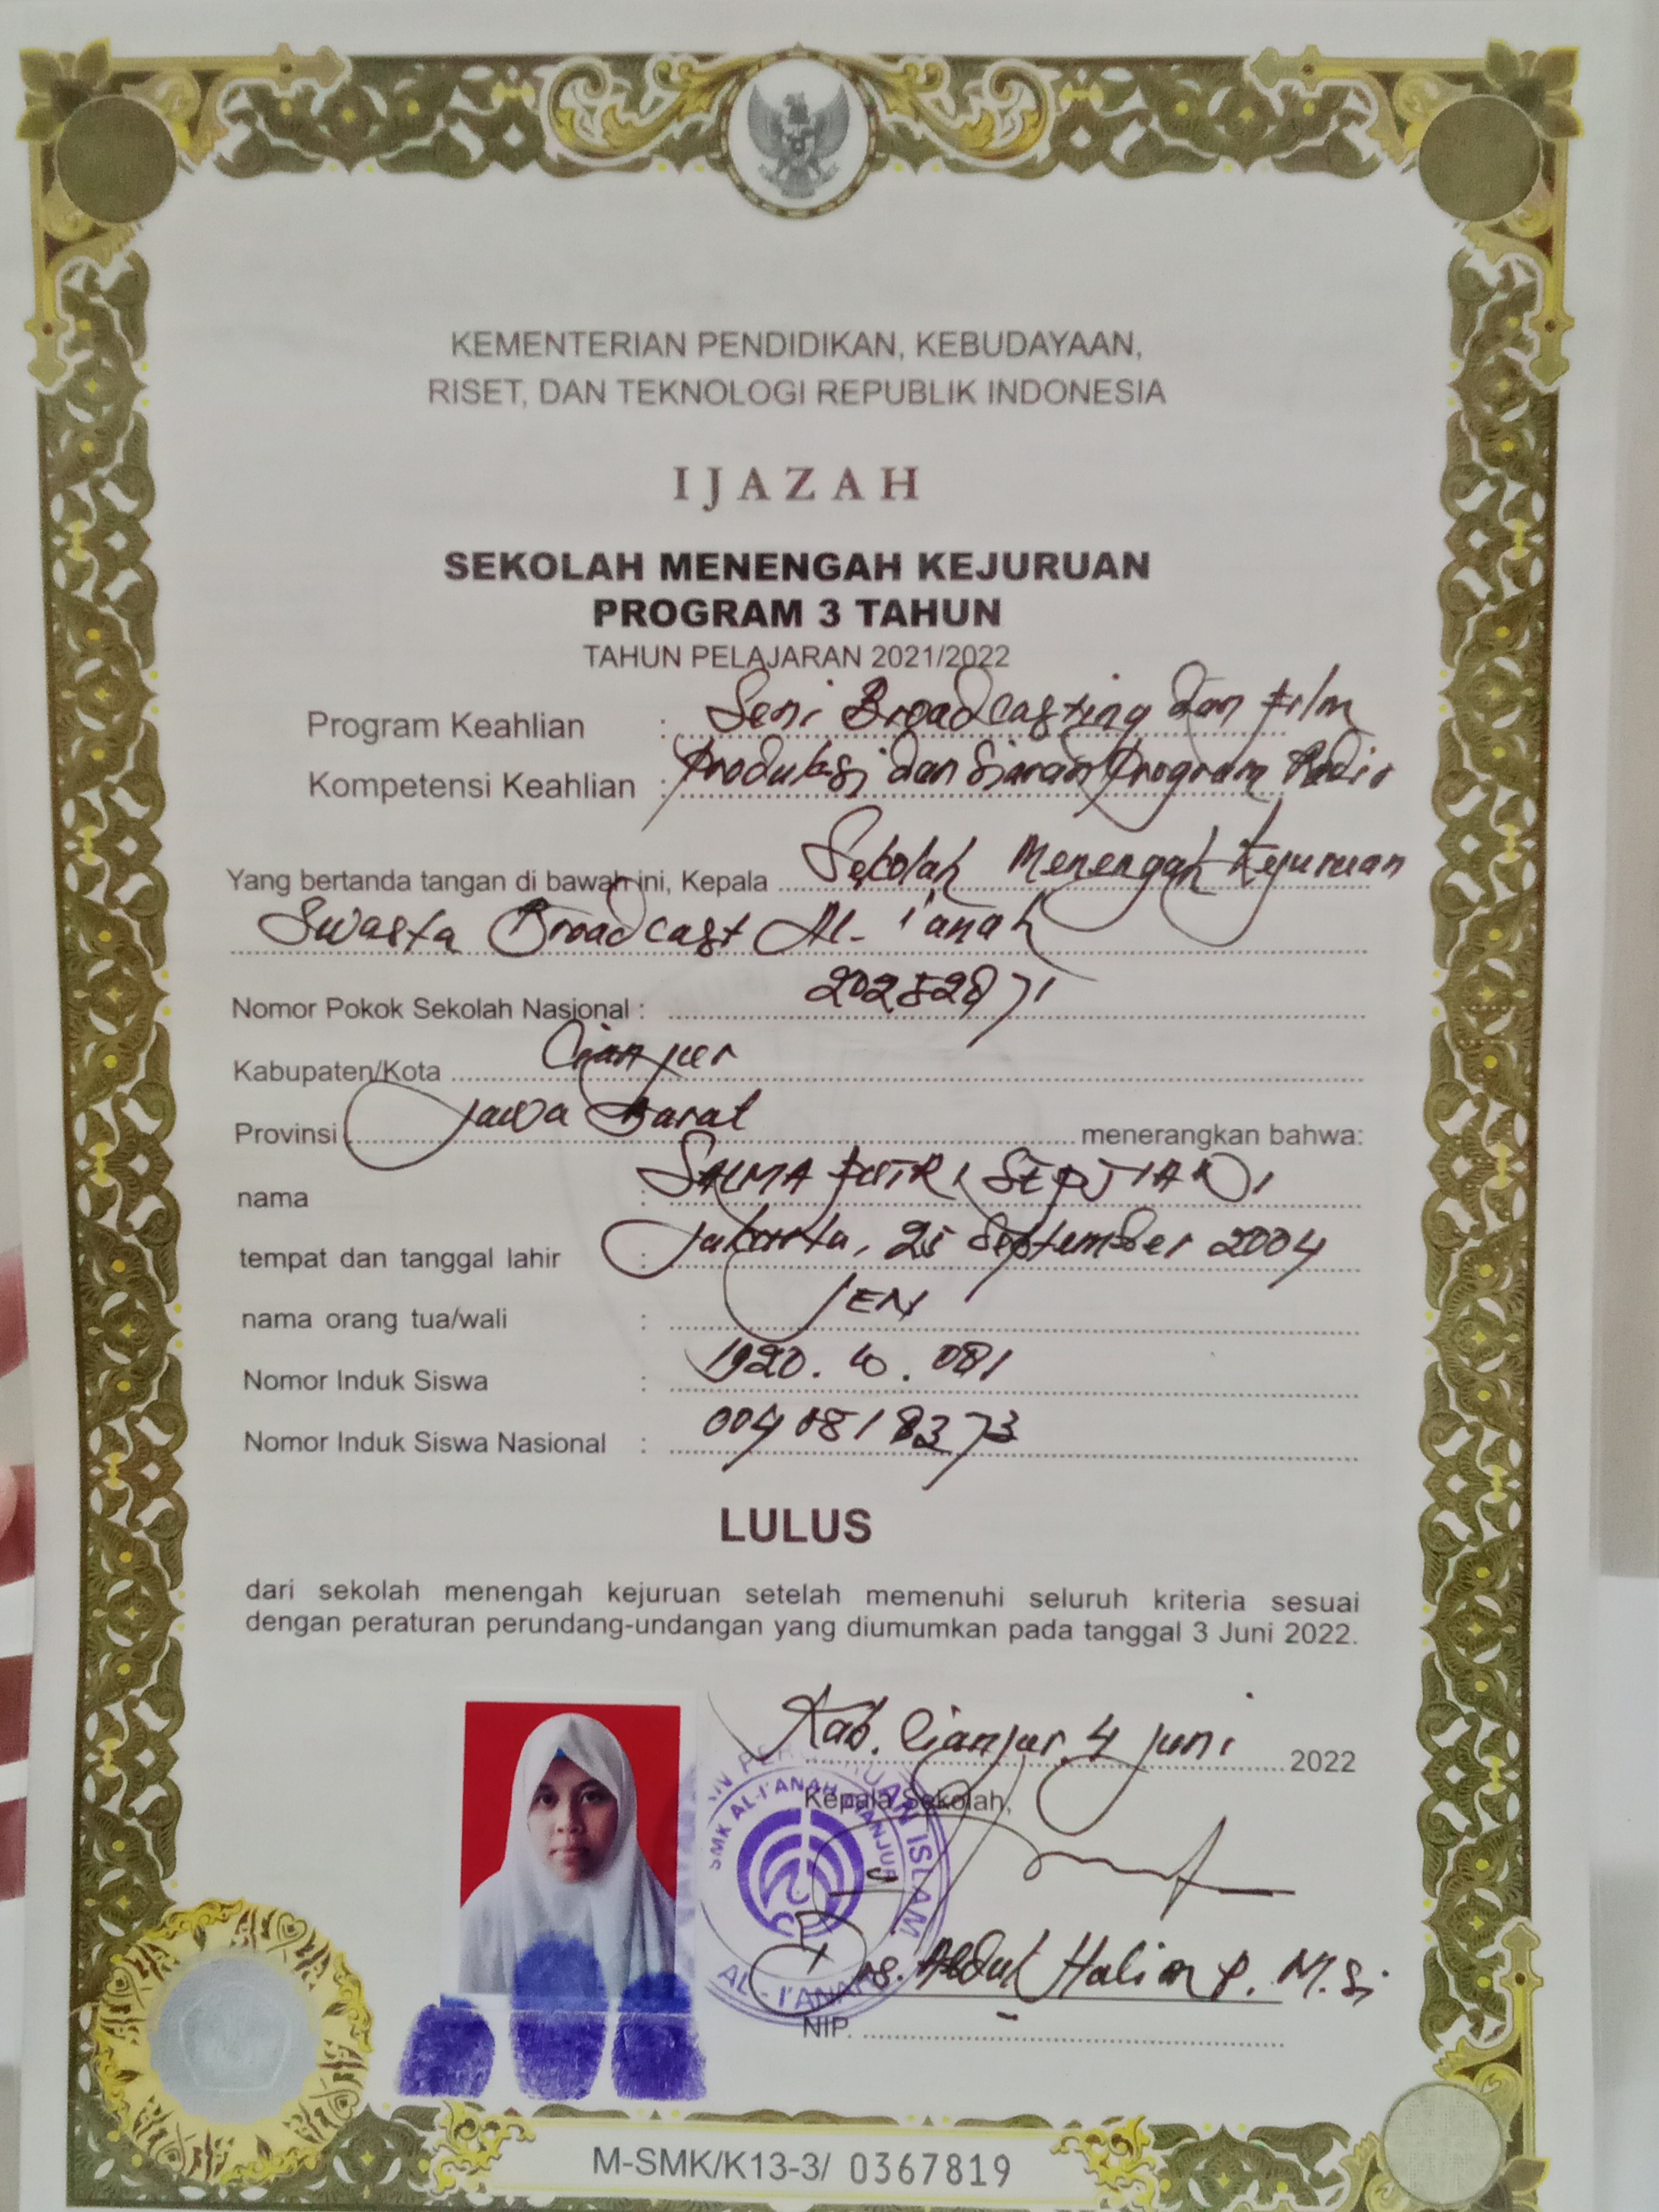 KEMENTERIAN PENDIDIKAN, KEBUDAYAAN,
RISET, DAN TEKNOLOGI REPUBLIK INDONESIA
IJAZAH
SEKOLAH MENENGAH KEJURUAN
PROGRAM 3 TAHUN
TAHUN PELAJARAN 2021/2022
Program Keahlian : Seni Broadcasting dan Film
Kompetensi Keahlian : Produksi dan Siaran Program Radio
Yang bertanda tangan di bawah ini, Kepala Sekolah Menengah Kejuruan
Swasta Broadcast Al-I'anah
Nomor Pokok Sekolah Nasional :
Kabupaten/Kota Cianjur
Provinsi Jawa Barat menerangkan bahwa:
nama : SALMA PUTRI SEPTIANI
tempat dan tanggal lahir : Jakarta, 25 September 2004
nama orang tua/wali :
Nomor Induk Siswa : 1920.10.081
Nomor Induk Siswa Nasional : 0040818373
LULUS
dari sekolah menengah kejuruan setelah memenuhi seluruh kriteria sesuai
dengan peraturan perundang-undangan yang diumumkan pada tanggal 3 Juni 2022.
Kab. Cianjur, 4 Juni 2022
Kepala Sekolah,
SMK AL-I'ANAH CIANJUR
ISLAM
AL-I'ANAH
Drs. Abdul Halim P. M.Si
NIP.
M-SMK/K13-3/ 0367819